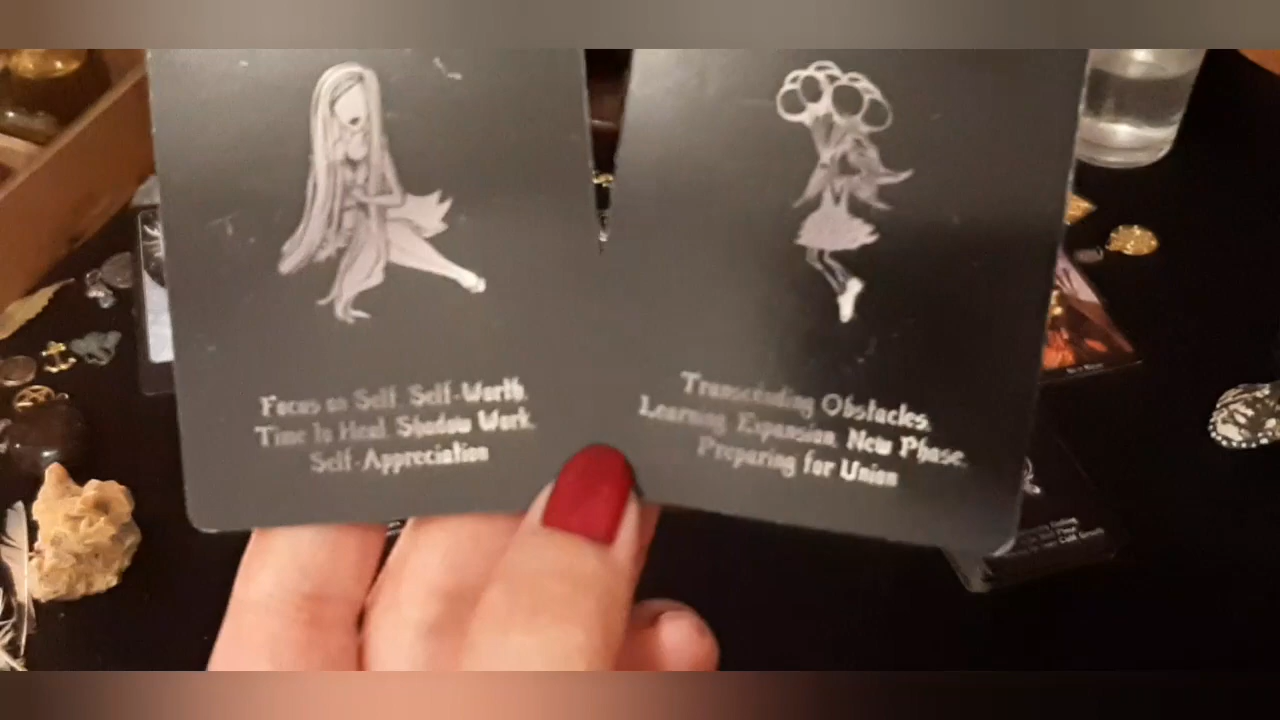 Focus on Self. Self-Worth.
Time To Heal. Shadow Work.
Self-Appreciation
Transcending Obstacles.
Learning. Expansion. New Phase.
Preparing for Union